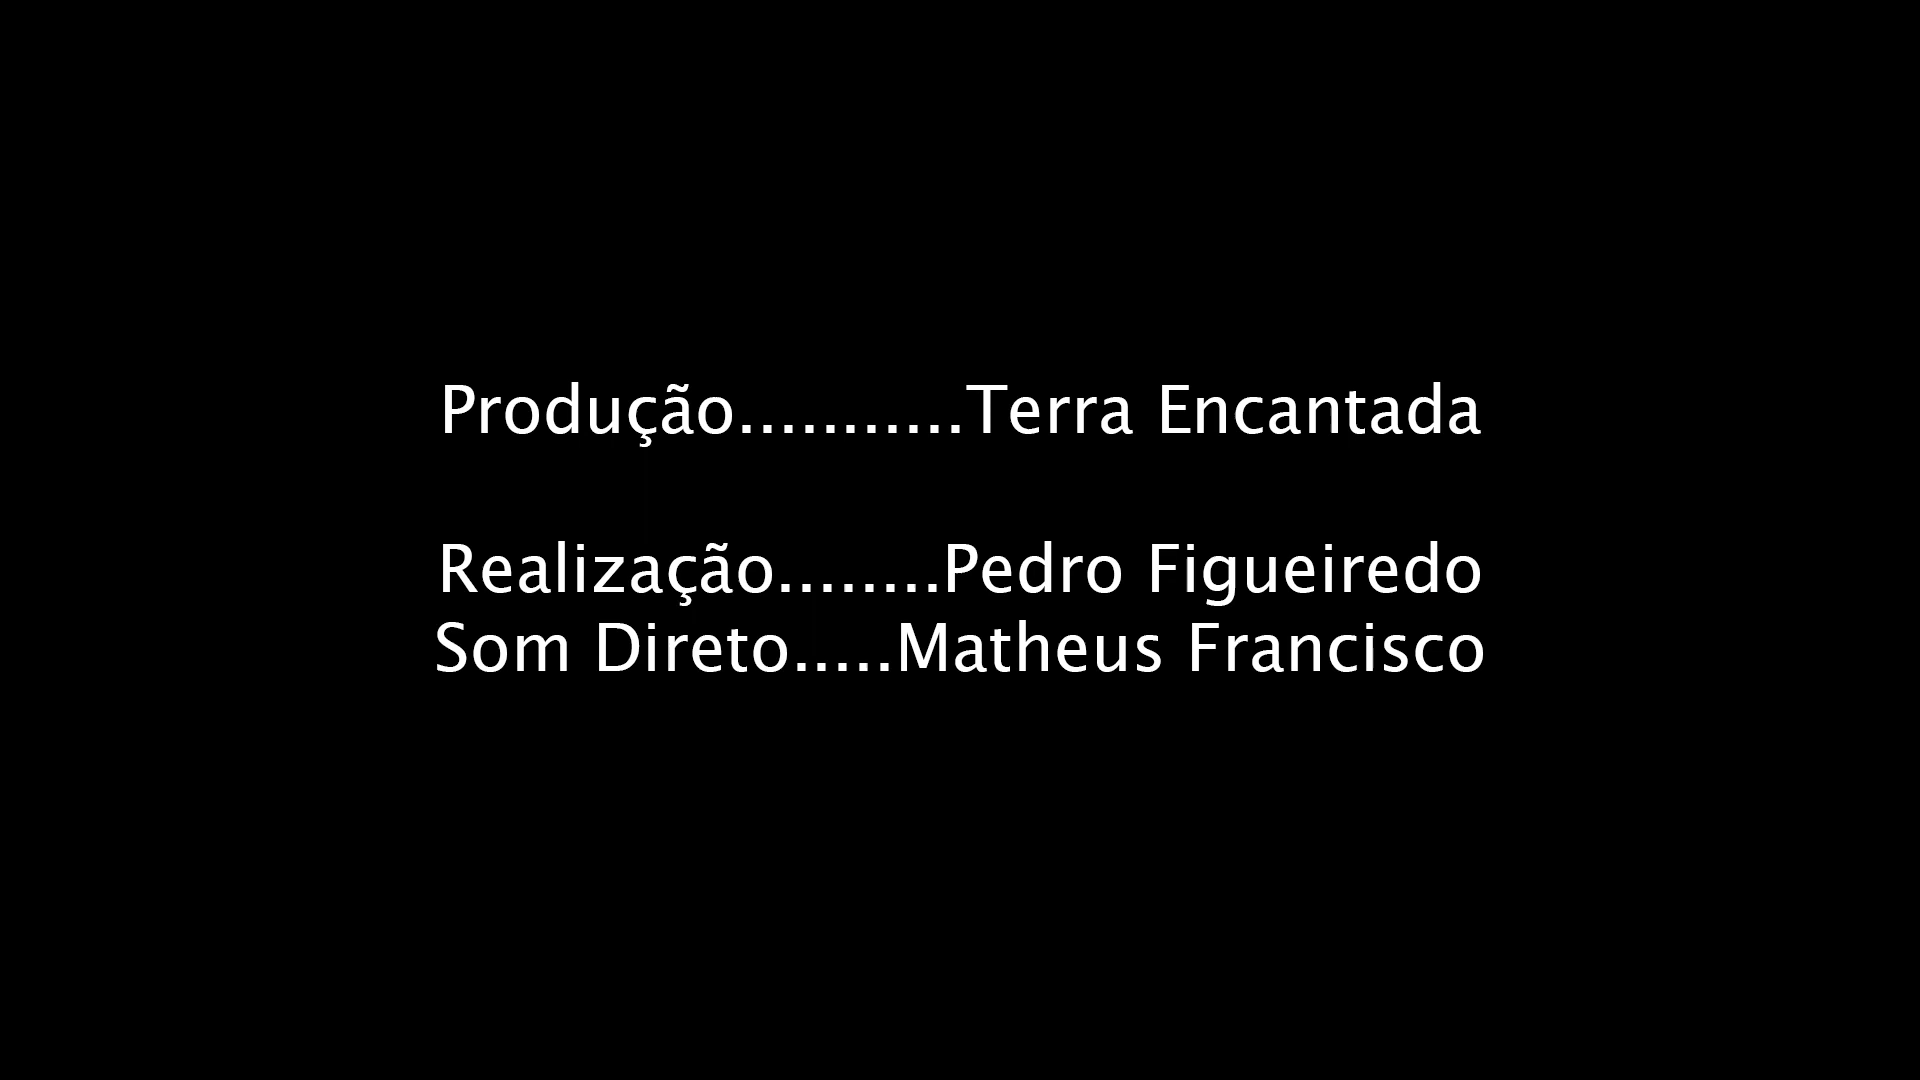 Produção...........Terra Encantada
Realização........Pedro Figueiredo
Som Direto.....Matheus Francisco